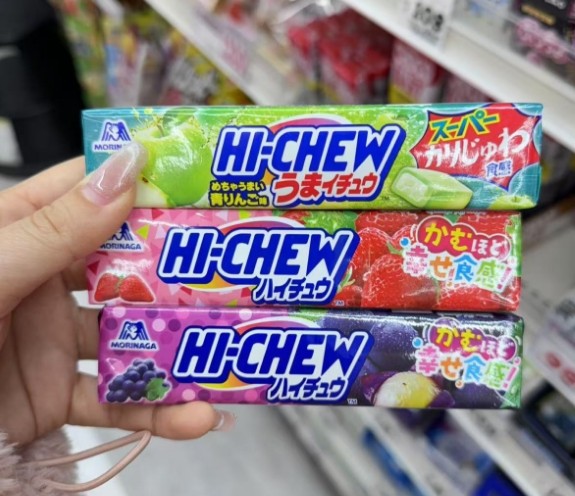 108
MORINAGA
HI-CHEW
めちゃうまい
青りんご味
うまイチュウ
スーパー
カリじゅわ
食感
MORINAGA
HI-CHEW
ハイチュウ
TM
かむほど
幸せ食感!
MORINAGA
HI-CHEW
ハイチュウ
TM
かむほど
幸せ食感!